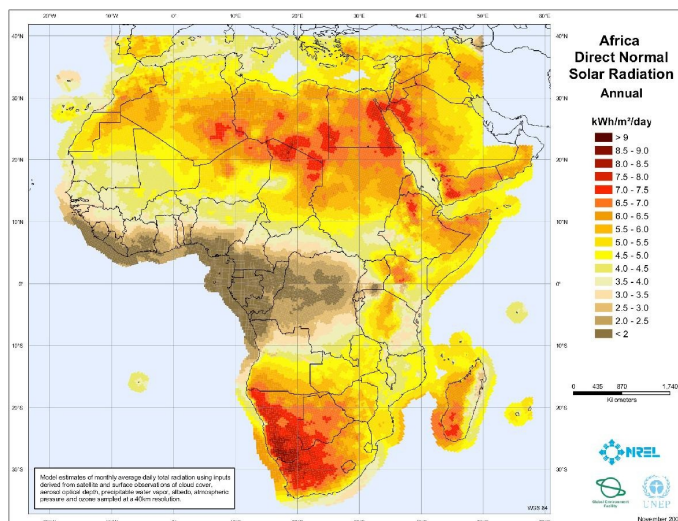 Africa
Direct Normal
Solar Radiation
Annual
kWh/m²/day
> 9
8.5 - 9.0
8.0 - 8.5
7.5 - 8.0
7.0 - 7.5
6.5 - 7.0
6.0 - 6.5
5.5 - 6.0
5.0 - 5.5
4.5 - 5.0
4.0 - 4.5
3.5 - 4.0
3.0 - 3.5
2.5 - 3.0
2.0 - 2.5
< 2
0 435 870 1,740
Kilometers
NREL
Global Environment
Facility
UNEP
40°N
30°N
20°N
10°N
0°
10°S
20°S
30°S
Model estimates of monthly average daily total radiation using inputs
derived from satellite and surface observations of cloud cover,
aerosol optical depth, precipitable water vapor, albedo, atmospheric
pressure and ozone sampled at a 40km resolution.
WGS 84